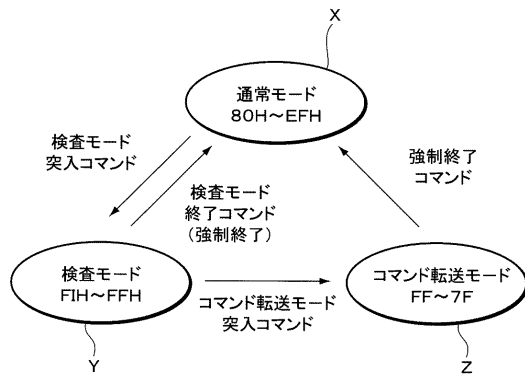 X
通常モード
80H～EFH
検査モード
突入コマンド
検査モード
終了コマンド
(強制終了)
強制終了
コマンド
検査モード
FIH～FFH
コマンド転送モード
突入コマンド
コマンド転送モード
FF～7F
Y
Z